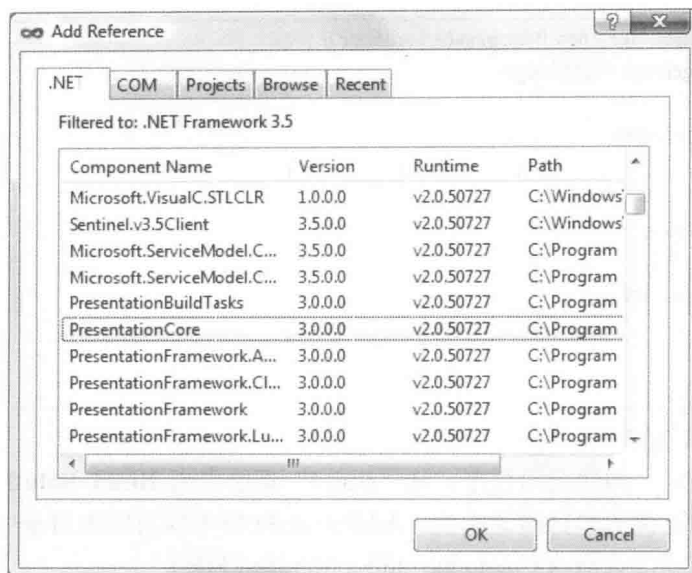 Add Reference
.NET COM Projects Browse Recent
Filtered to: .NET Framework 3.5
Component Name Version Runtime Path
Microsoft.VisualC.STLCLR 1.0.0.0 v2.0.50727 C:\Windows
Sentinel.v3.5Client 3.5.0.0 v2.0.50727 C:\Windows
Microsoft.ServiceModel.C... 3.5.0.0 v2.0.50727 C:\Program
Microsoft.ServiceModel.C... 3.5.0.0 v2.0.50727 C:\Program
PresentationBuildTasks 3.0.0.0 v2.0.50727 C:\Program
PresentationCore 3.0.0.0 v2.0.50727 C:\Program
PresentationFramework.A... 3.0.0.0 v2.0.50727 C:\Program
PresentationFramework.Cl... 3.0.0.0 v2.0.50727 C:\Program
PresentationFramework 3.0.0.0 v2.0.50727 C:\Program
PresentationFramework.Lu... 3.0.0.0 v2.0.50727 C:\Program
OK Cancel